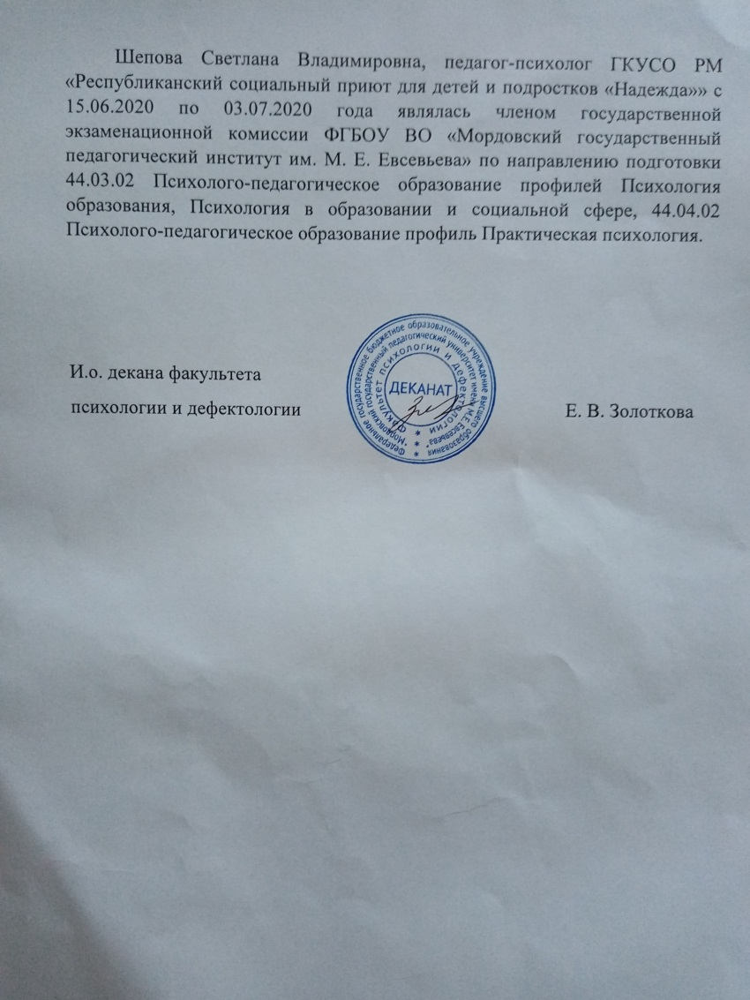 Шепова Светлана Владимировна, педагог-психолог ГКУСО РМ
«Республиканский социальный приют для детей и подростков «Надежда»» с
15.06.2020 по 03.07.2020 года являлась членом государственной
экзаменационной комиссии ФГБОУ ВО «Мордовский государственный
педагогический институт им. М. Е. Евсевьева» по направлению подготовки
44.03.02 Психолого-педагогическое образование профилей Психология
образования, Психология в образовании и социальной сфере, 44.04.02
Психолого-педагогическое образование профиль Практическая психология.
И.о. декана факультета
психологии и дефектологии
Федеральное государственное бюджетное образовательное учреждение высшего образования
"Мордовский государственный педагогический университет имени М.Е. Евсевьева"
Факультет психологии и дефектологии
ДЕКАНАТ
Е. В. Золоткова